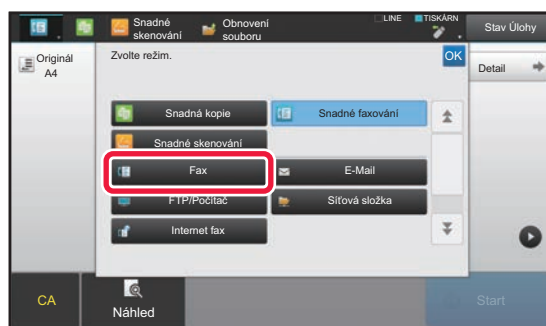 Snadné
skenování
Obnovení
souboru
LINE
TISKÁRN
Stav Úlohy
Originál
A4
Zvolte režim.
OK
Detail
Snadná kopie
Snadné faxování
Snadné skenování
Fax
E-Mail
FTP/Počítač
Síťová složka
Internet fax
CA
Náhled
Start